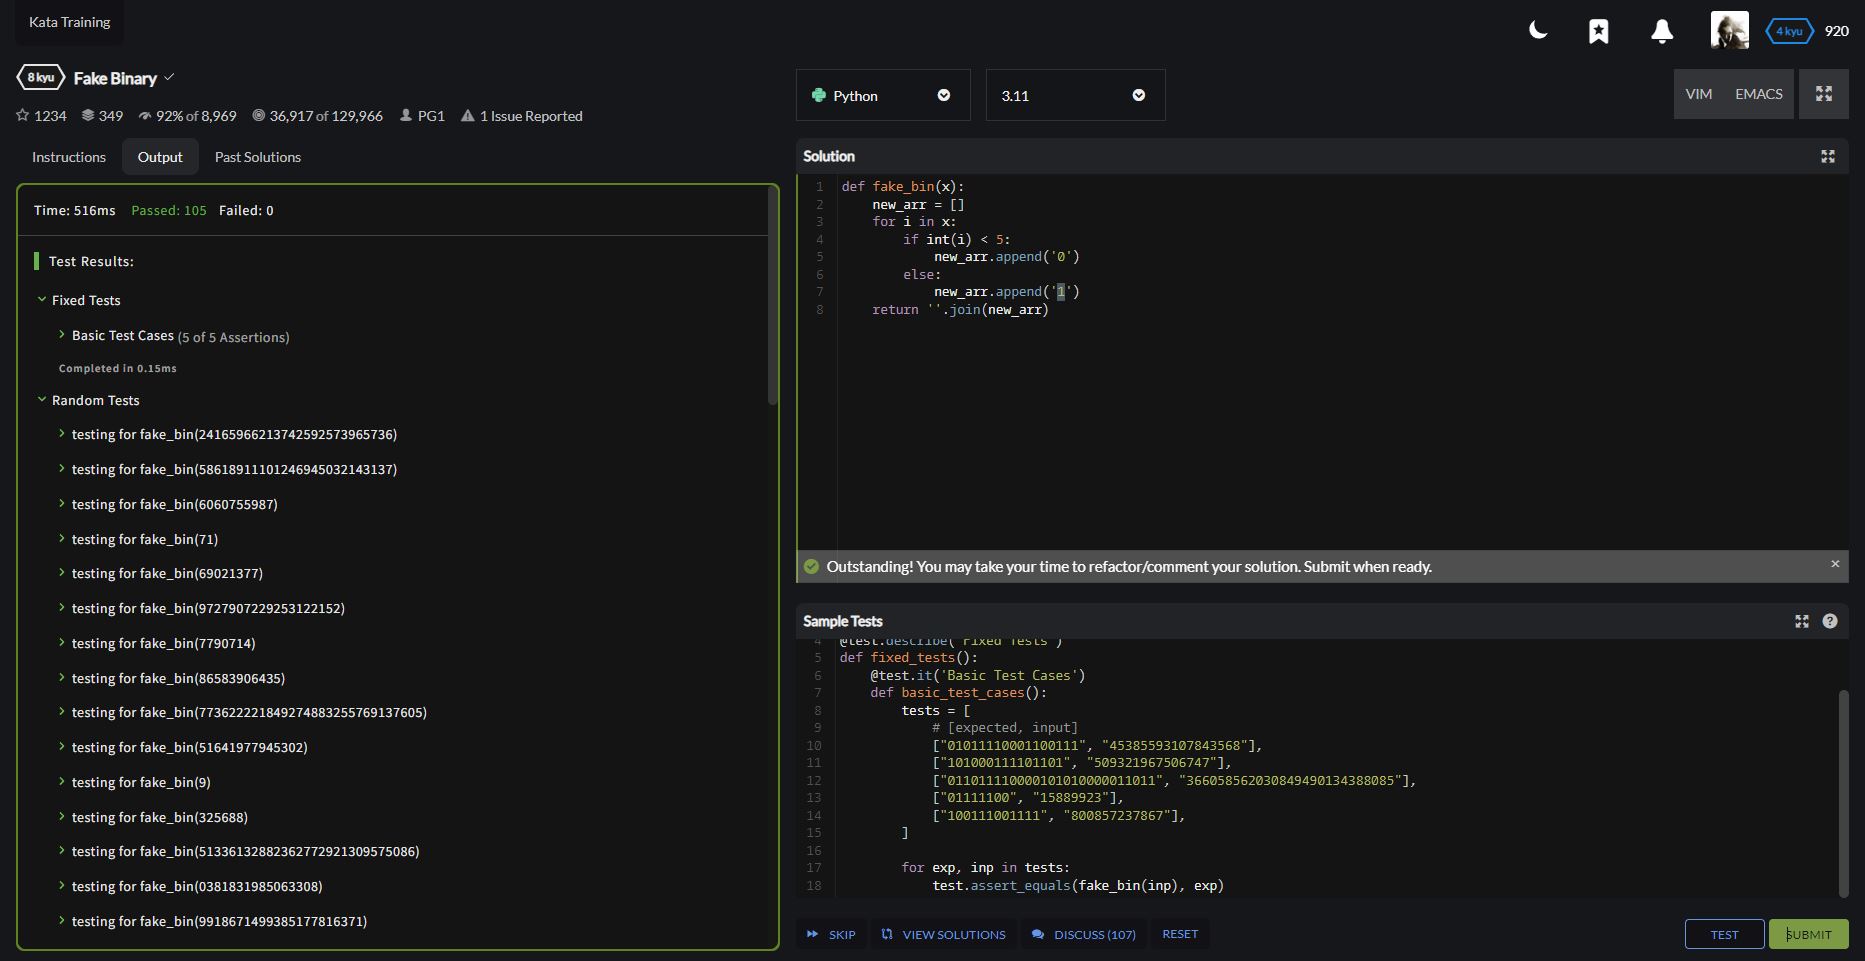 Kata Training
4 kyu 920
8 kyu Fake Binary
1234 349 92% of 8,969 36,917 of 129,966 PG1 1 Issue Reported
Instructions Output Past Solutions
Time: 516ms Passed: 105 Failed: 0
Test Results:
Fixed Tests
Basic Test Cases (5 of 5 Assertions)
Completed in 0.15ms
Random Tests
testing for fake_bin(24165966213742592573965736)
testing for fake_bin(58618911101246945032143137)
testing for fake_bin(6060755987)
testing for fake_bin(71)
testing for fake_bin(69021377)
testing for fake_bin(9727907229253122152)
testing for fake_bin(7790714)
testing for fake_bin(86583906435)
testing for fake_bin(773622221849274883255769137605)
testing for fake_bin(51641977945302)
testing for fake_bin(9)
testing for fake_bin(325688)
testing for fake_bin(51336132882362772921309575086)
testing for fake_bin(0381831985063308)
testing for fake_bin(9918671499385177816371)
Python 3.11 VIM EMACS
Solution
1 def fake_bin(x):
2 new_arr = []
3 for i in x:
4 if int(i) < 5:
5 new_arr.append('0')
6 else:
7 new_arr.append('1')
8 return ''.join(new_arr)
Outstanding! You may take your time to refactor/comment your solution. Submit when ready. ×
Sample Tests
4 @test.describe('Fixed Tests')
5 def fixed_tests():
6 @test.it('Basic Test Cases')
7 def basic_test_cases():
8 tests = [
9 # [expected, input]
10 ["01011110001100111", "45385593107843568"],
11 ["101000111101101", "509321967506747"],
12 ["011011110000101010000011011", "366058562030849490134388085"],
13 ["01111100", "15889923"],
14 ["100111001111", "800857237867"],
15 ]
16
17 for exp, inp in tests:
18 test.assert_equals(fake_bin(inp), exp)
SKIP VIEW SOLUTIONS DISCUSS (107) RESET TEST SUBMIT